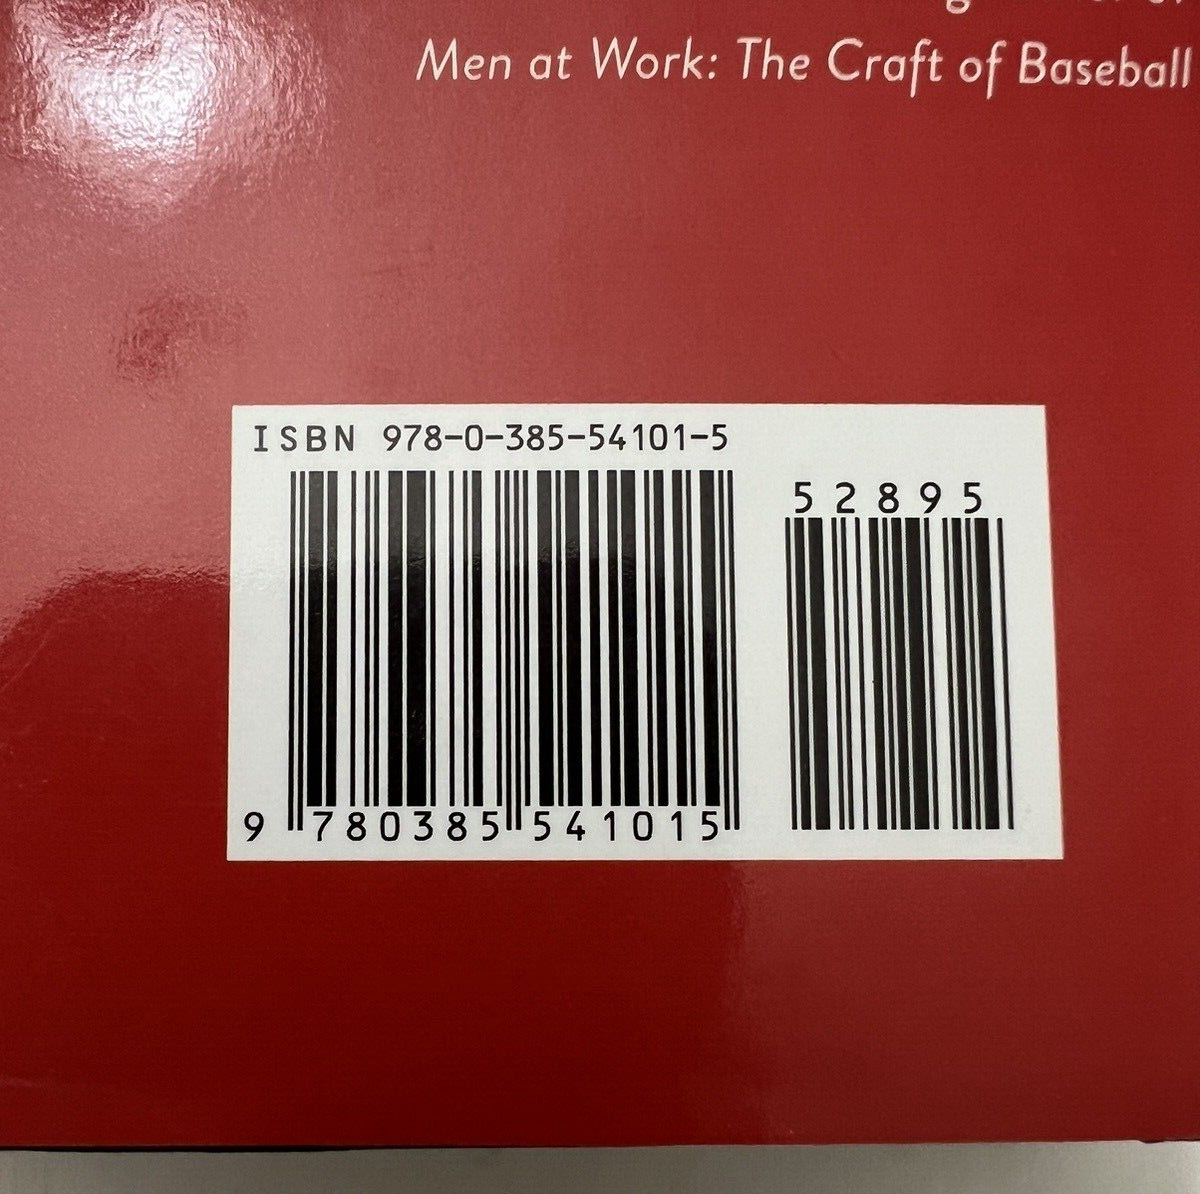 Men at Work: The Craft of Baseball
ISBN 978-0-385-54101-5
52895
9 780385 541015